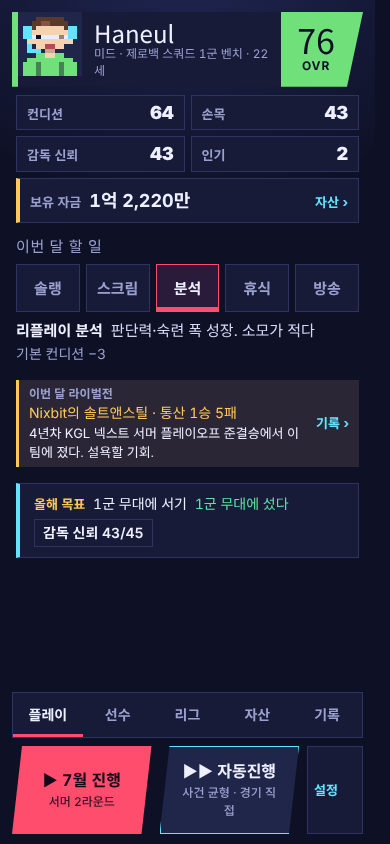 Haneul
미드 · 제로백 스쿼드 1군 벤치 · 22
세
76
OVR
컨디션 64
손목 43
감독 신뢰 43
인기 2
보유 자금 1억 2,220만 자산 ›
이번 달 할 일
솔랭
스크림
분석
휴식
방송
리플레이 분석 판단력·숙련 폭 성장. 소모가 적다
기본 컨디션 −3
이번 달 라이벌전
Nixbit의 솔트앤스틸 · 통산 1승 5패
4년차 KGL 넥스트 서머 플레이오프 준결승에서 이
팀에 졌다. 설욕할 기회.
기록 ›
올해 목표 1군 무대에 서기 1군 무대에 섰다
감독 신뢰 43/45
플레이
선수
리그
자산
기록
▶ 7월 진행
서머 2라운드
▶▶ 자동진행
사건 균형 · 경기 직
접
설정